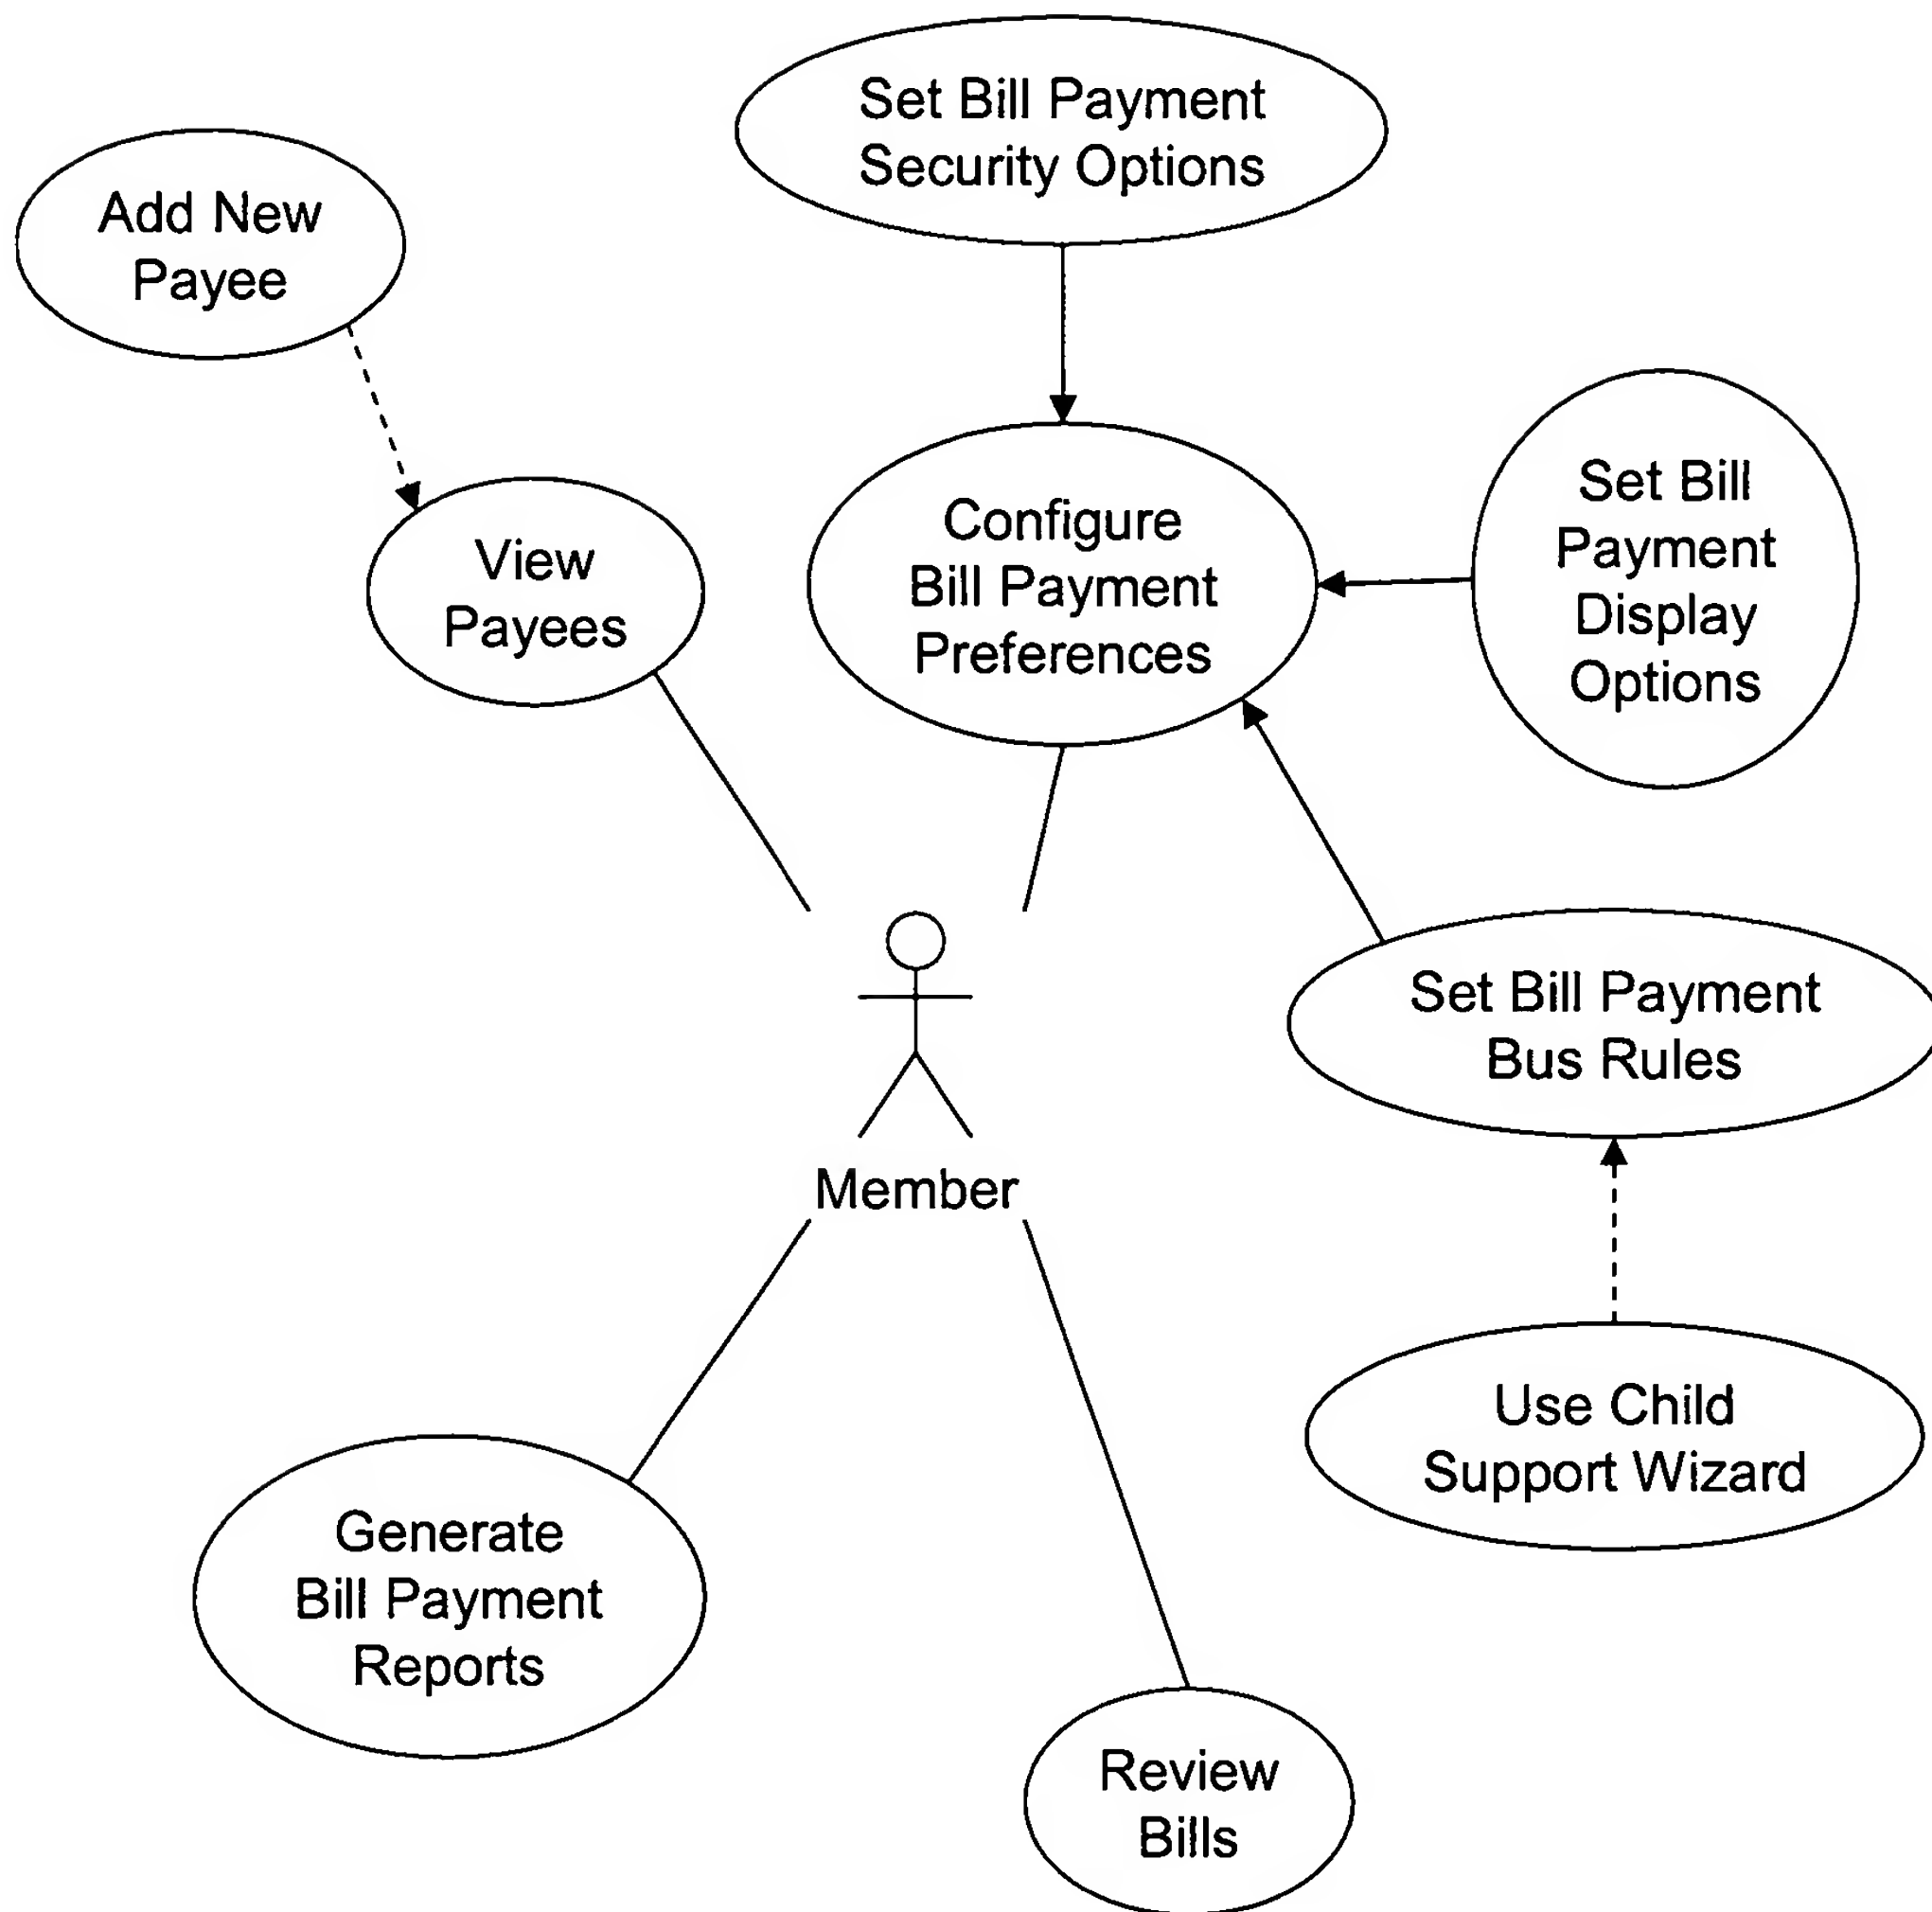 Set Bill Payment
Security Options
Add New
Payee
View
Payees
Configure
Bill Payment
Preferences
Set Bill
Payment
Display
Options
Set Bill Payment
Bus Rules
Member
Use Child
Support Wizard
Generate
Bill Payment
Reports
Review
Bills